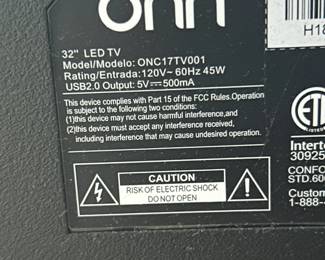 onn
32" LED TV
Model/Modelo: ONC17TV001
Rating/Entrada: 120V~ 60Hz 45W
USB2.0 Output: 5V⎓500mA
This device complies with Part 15 of the FCC Rules.Operation
is subject to the following two conditions:
(1)this device may not cause harmful interference,and
(2)this device must accept any interference received,
including interference that may cause undesired operation.
CAUTION
RISK OF ELECTRIC SHOCK
DO NOT OPEN
H18
ETL
Intert
30925
CONFO
STD.60
Custom
1-888-